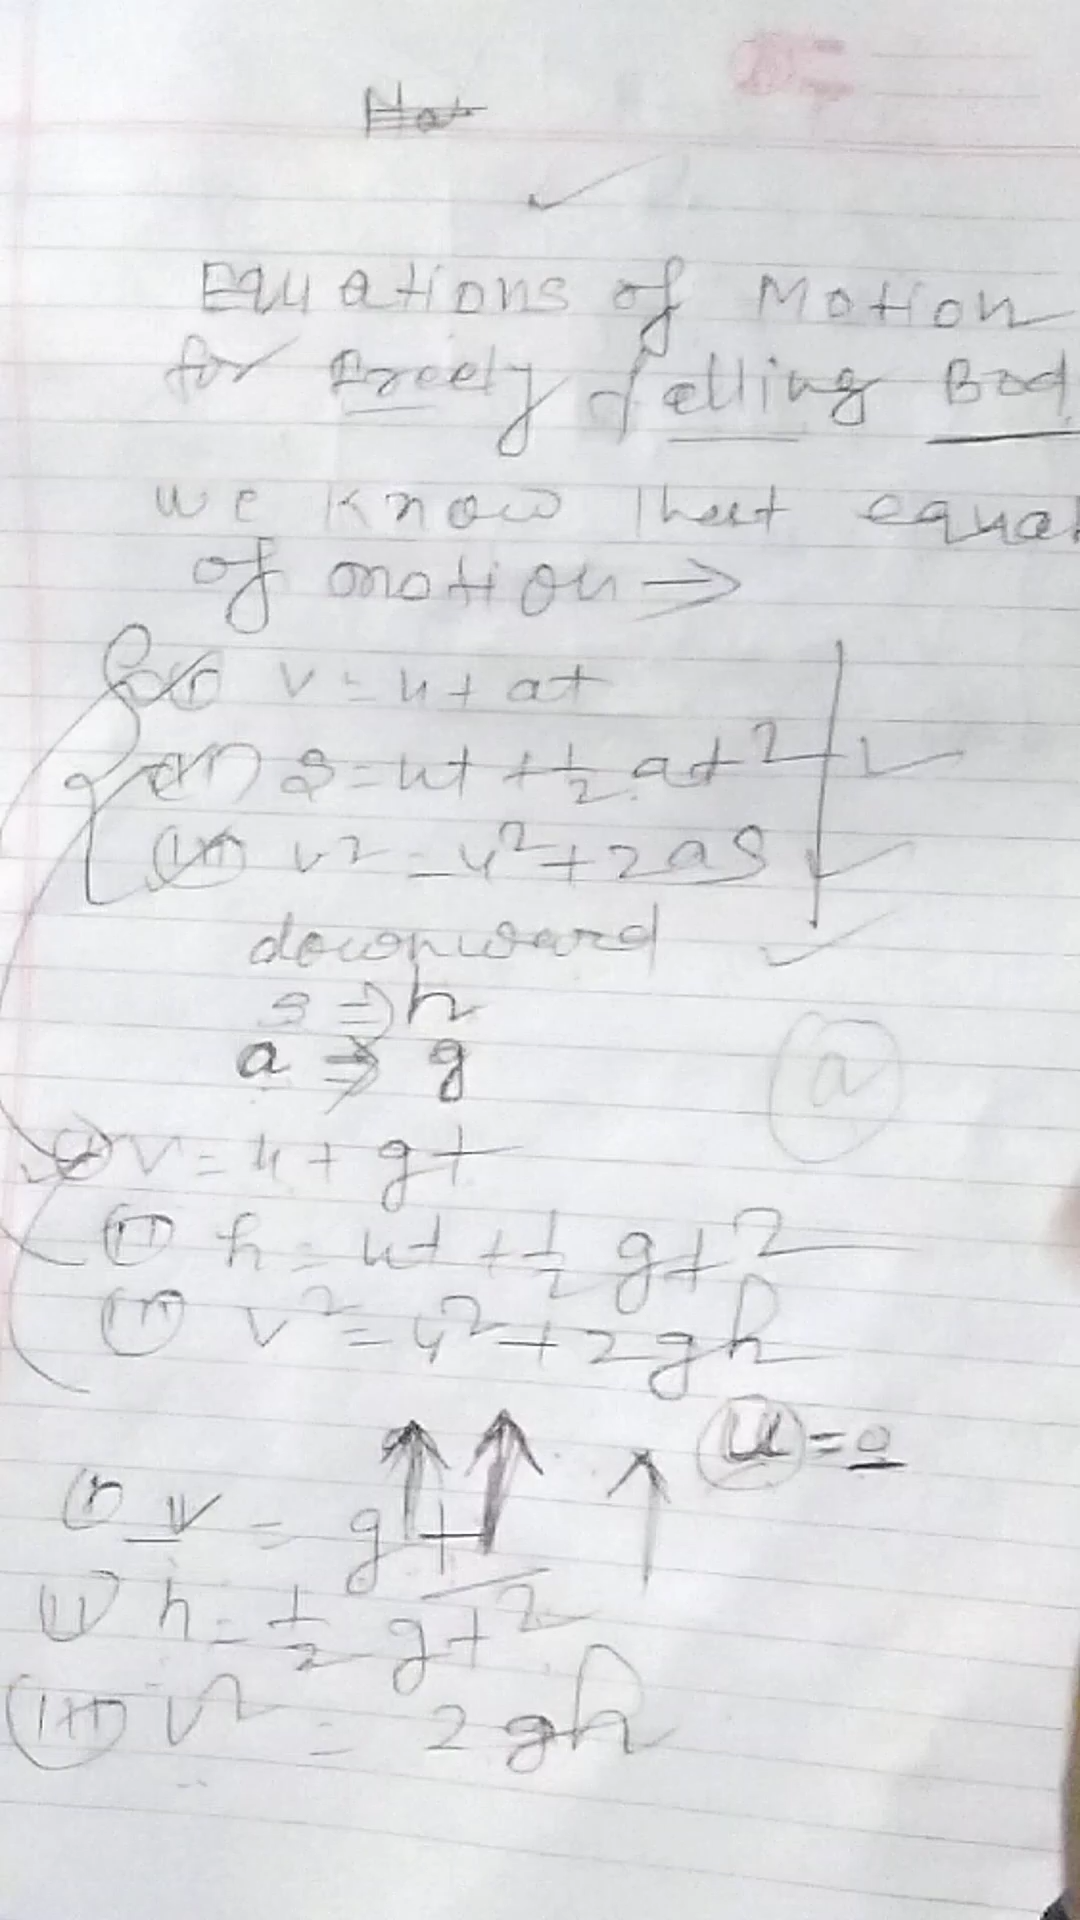 Equations of Motion
for Freely falling Bod
we know that equat
of motion →
(i) v = u + at
(ii) S = ut + 1/2 at²
(iii) v² = u² + 2as
downward
s ⇒ h
a ⇒ g
a
(i) v = u + gt
(ii) h = ut + 1/2 gt²
(iii) v² = u² + 2gh
u = 0
(i) v = gt
(ii) h = 1/2 gt²
(iii) v² = 2gh